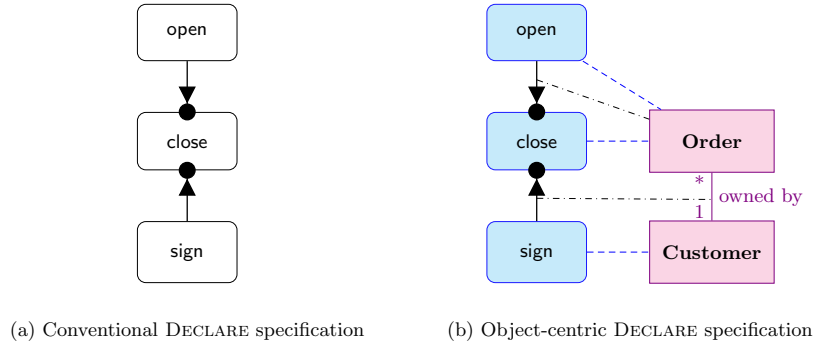 open
close
sign
open
close
sign
Order
*
owned by
1
Customer
(a) Conventional DECLARE specification
(b) Object-centric DECLARE specification